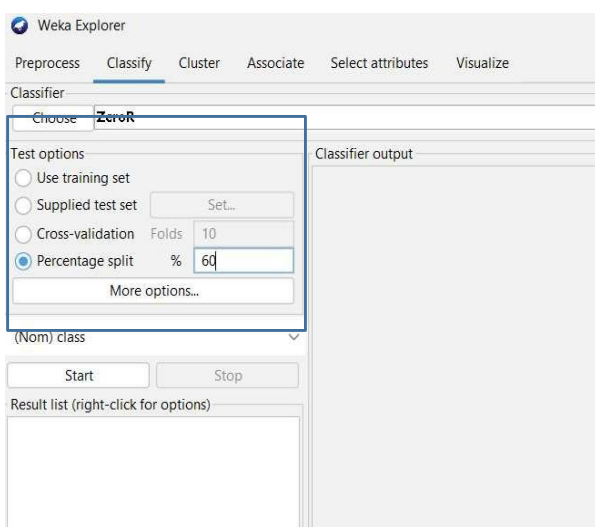 Weka Explorer
Preprocess Classify Cluster Associate Select attributes Visualize
Classifier
Choose ZeroR
Test options
Classifier output
Use training set
Supplied test set Set...
Cross-validation Folds 10
Percentage split % 60
More options...
(Nom) class
Start Stop
Result list (right-click for options)